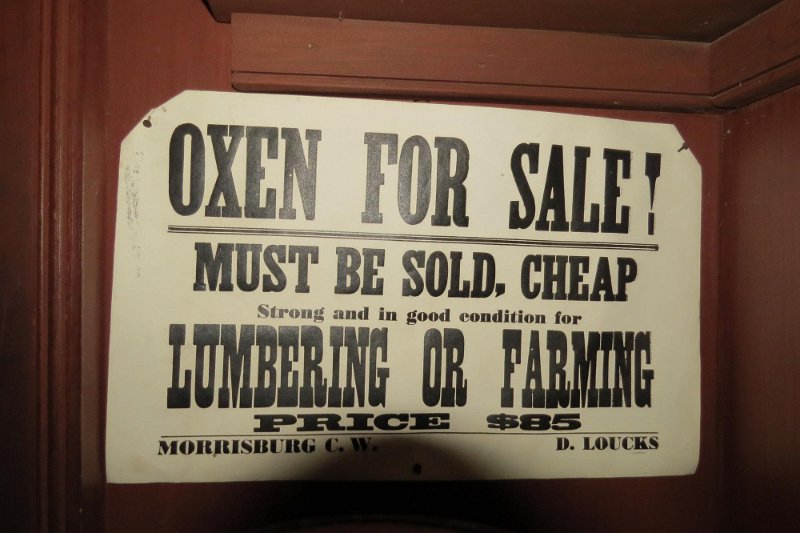 OXEN FOR SALE!
MUST BE SOLD, CHEAP
Strong and in good condition for
LUMBERING OR FARMING
PRICE $85
MORRISBURG C. W. D. LOUCKS